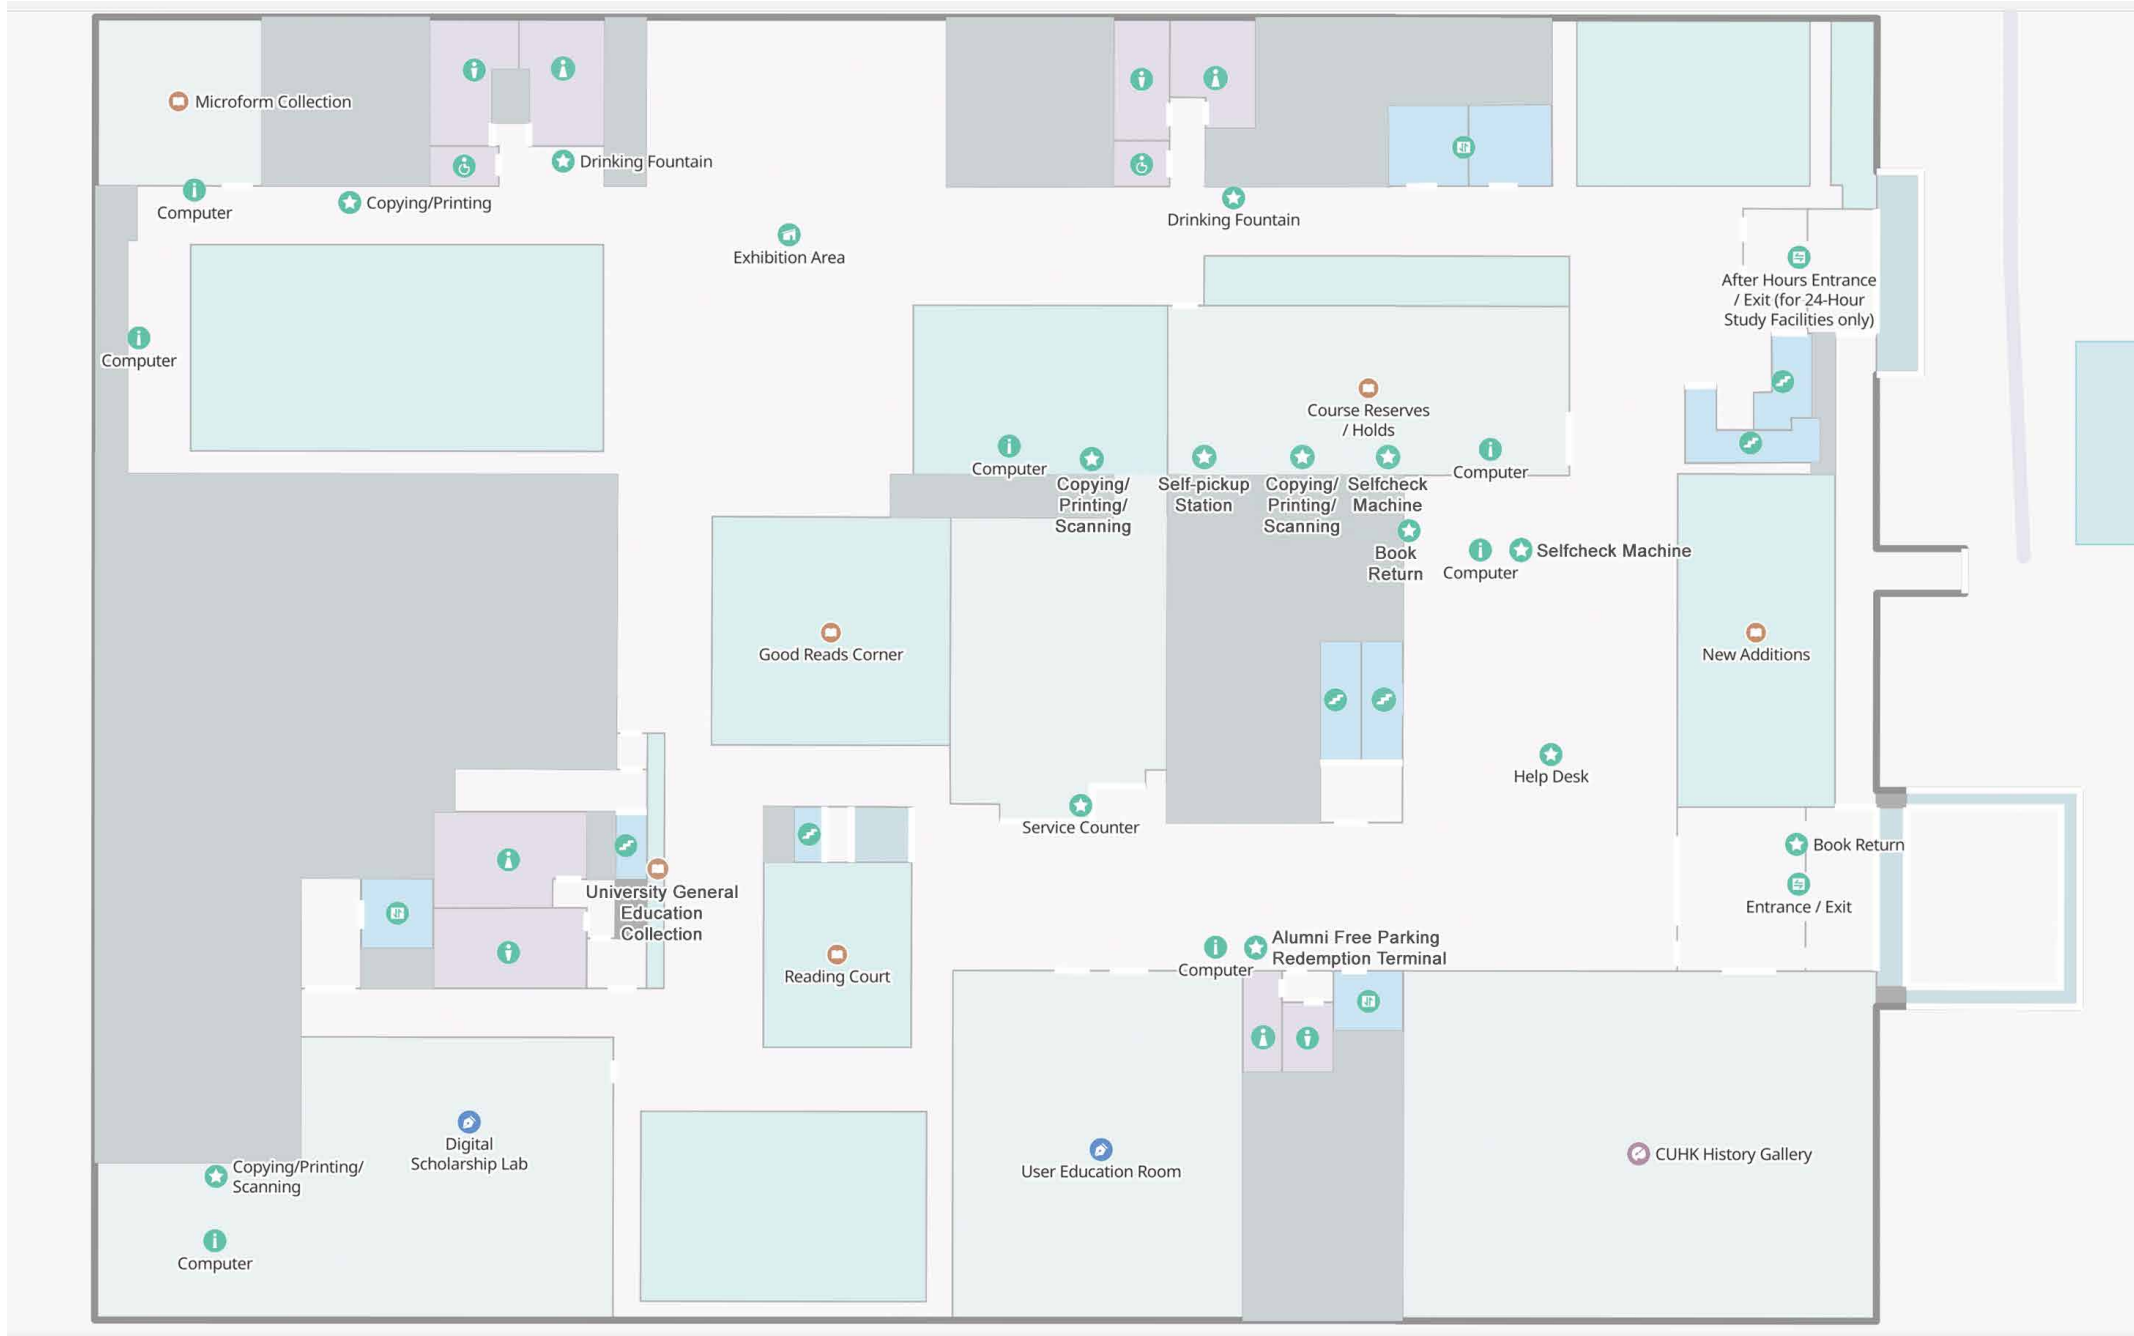 Microform Collection
Drinking Fountain
Computer
Copying/Printing
Drinking Fountain
Exhibition Area
After Hours Entrance
/ Exit (for 24-Hour
Study Facilities only)
Computer
Course Reserves
/ Holds
Computer
Copying/
Printing/
Scanning
Self-pickup
Station
Copying/
Printing/
Scanning
Selfcheck
Machine
Computer
Book
Return
Computer
Selfcheck Machine
Good Reads Corner
New Additions
Help Desk
Service Counter
Book Return
University General
Education
Collection
Entrance / Exit
Reading Court
Computer
Alumni Free Parking
Redemption Terminal
Digital
Scholarship Lab
User Education Room
CUHK History Gallery
Copying/Printing/
Scanning
Computer